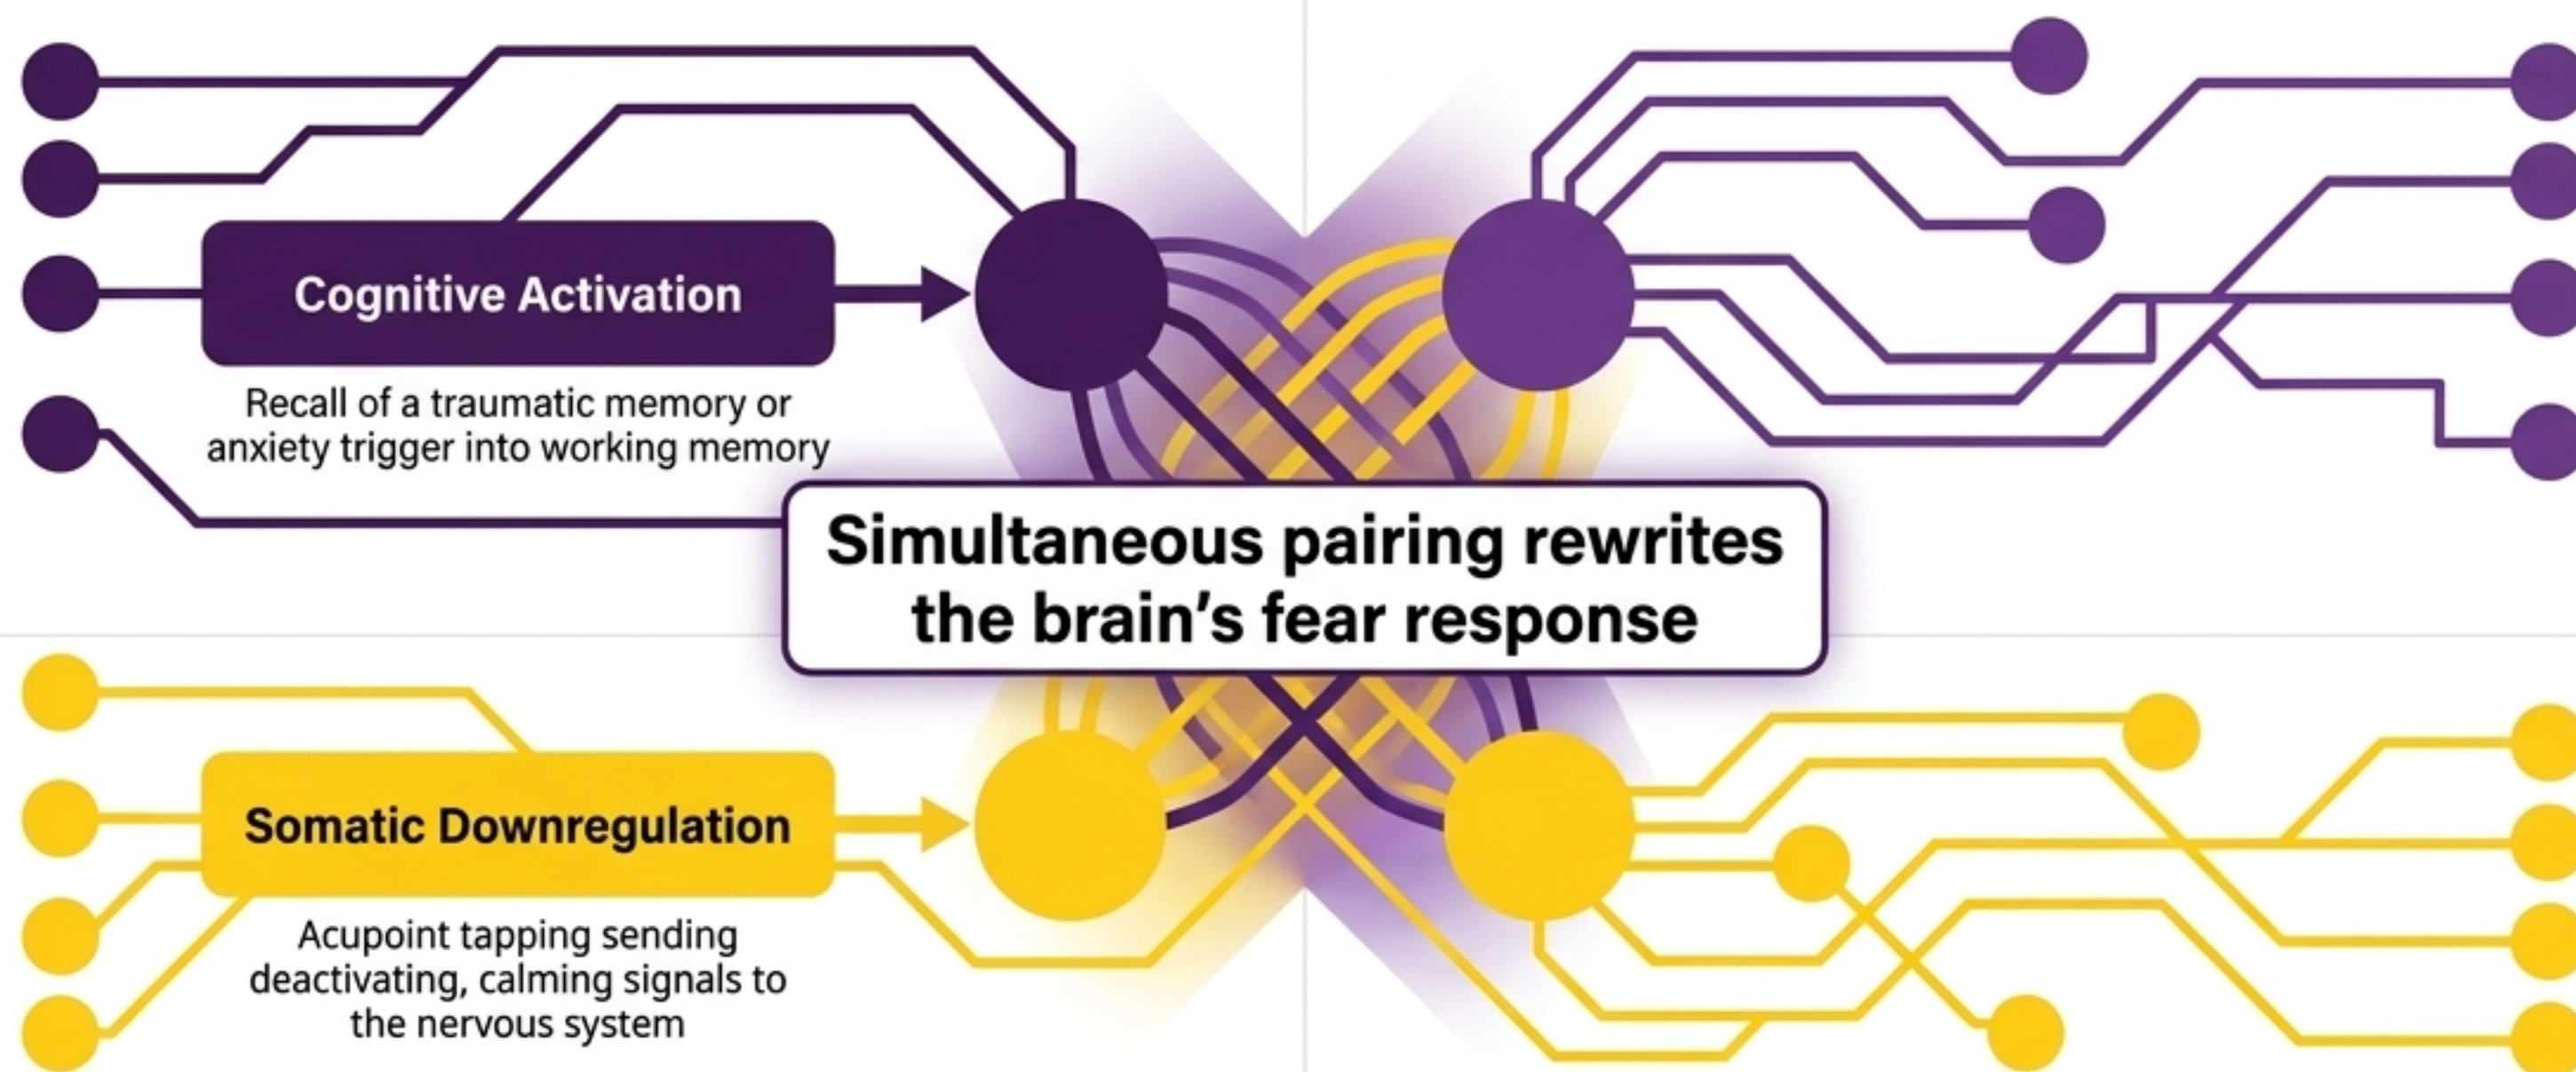 Cognitive Activation
Recall of a traumatic memory or
anxiety trigger into working memory
Simultaneous pairing rewrites
the brain’s fear response
Somatic Downregulation
Acupoint tapping sending
deactivating, calming signals to
the nervous system